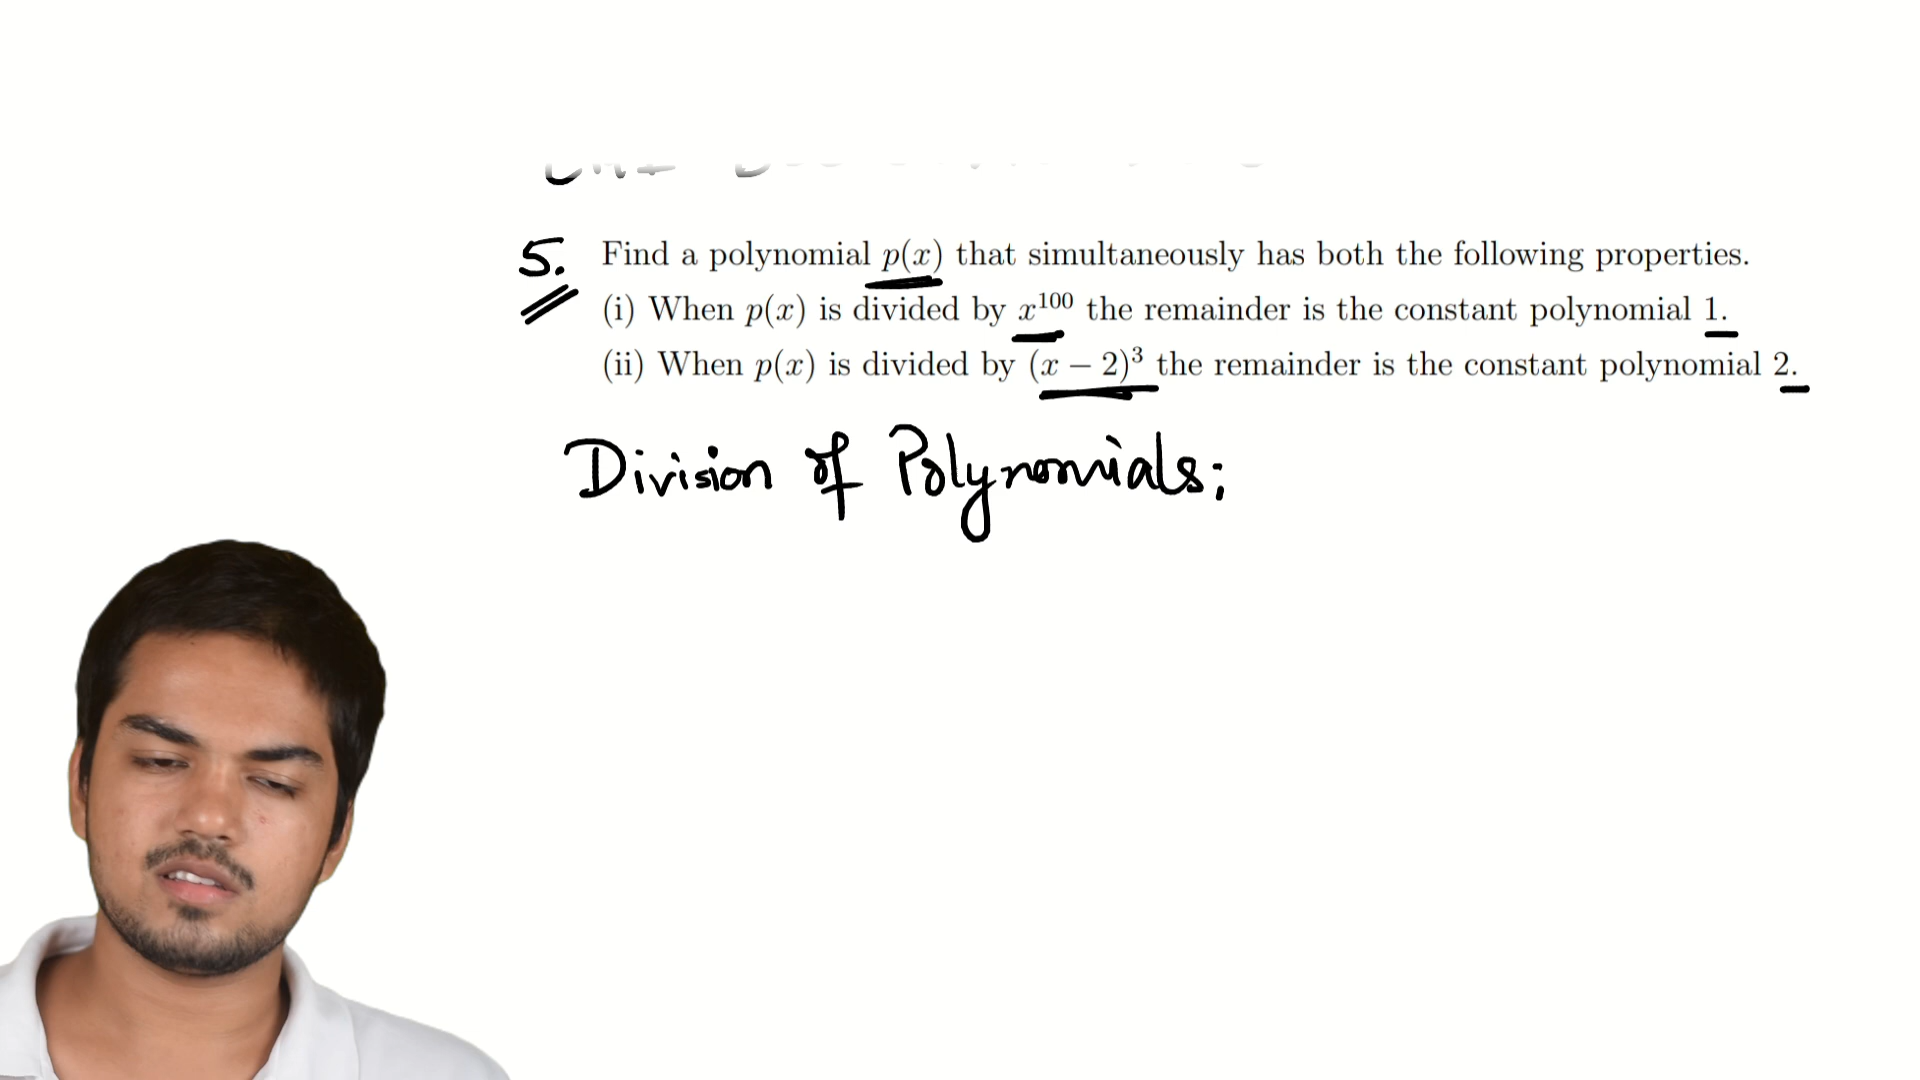 5. Find a polynomial p(x) that simultaneously has both the following properties.
(i) When p(x) is divided by x¹⁰⁰ the remainder is the constant polynomial 1.
(ii) When p(x) is divided by (x − 2)³ the remainder is the constant polynomial 2.
Division of Polynomials;